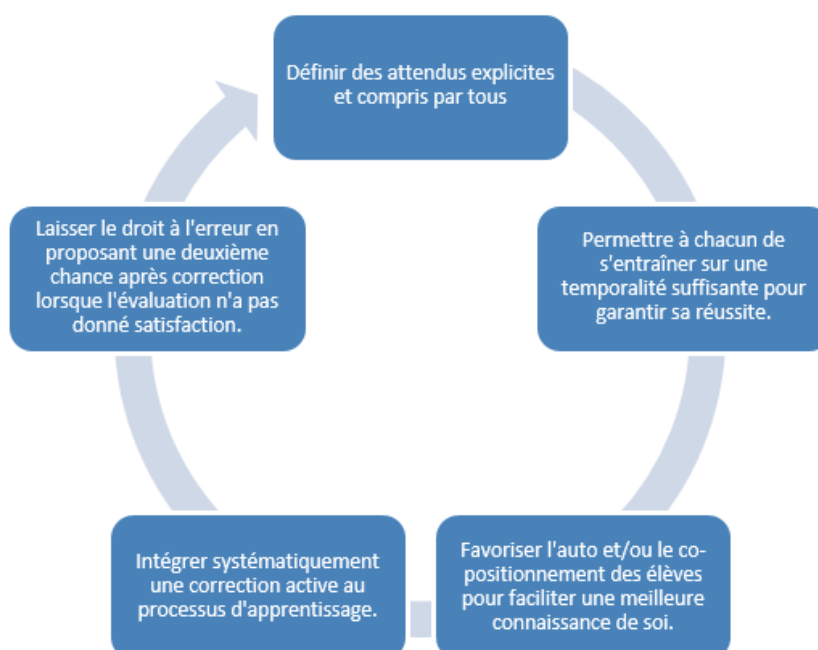 Définir des attendus explicites
et compris par tous
Permettre à chacun de
s'entraîner sur une
temporalité suffisante pour
garantir sa réussite.
Favoriser l'auto et/ou le co-
positionnement des élèves
pour faciliter une meilleure
connaissance de soi.
Intégrer systématiquement
une correction active au
processus d'apprentissage.
Laisser le droit à l'erreur en
proposant une deuxième
chance après correction
lorsque l'évaluation n'a pas
donné satisfaction.